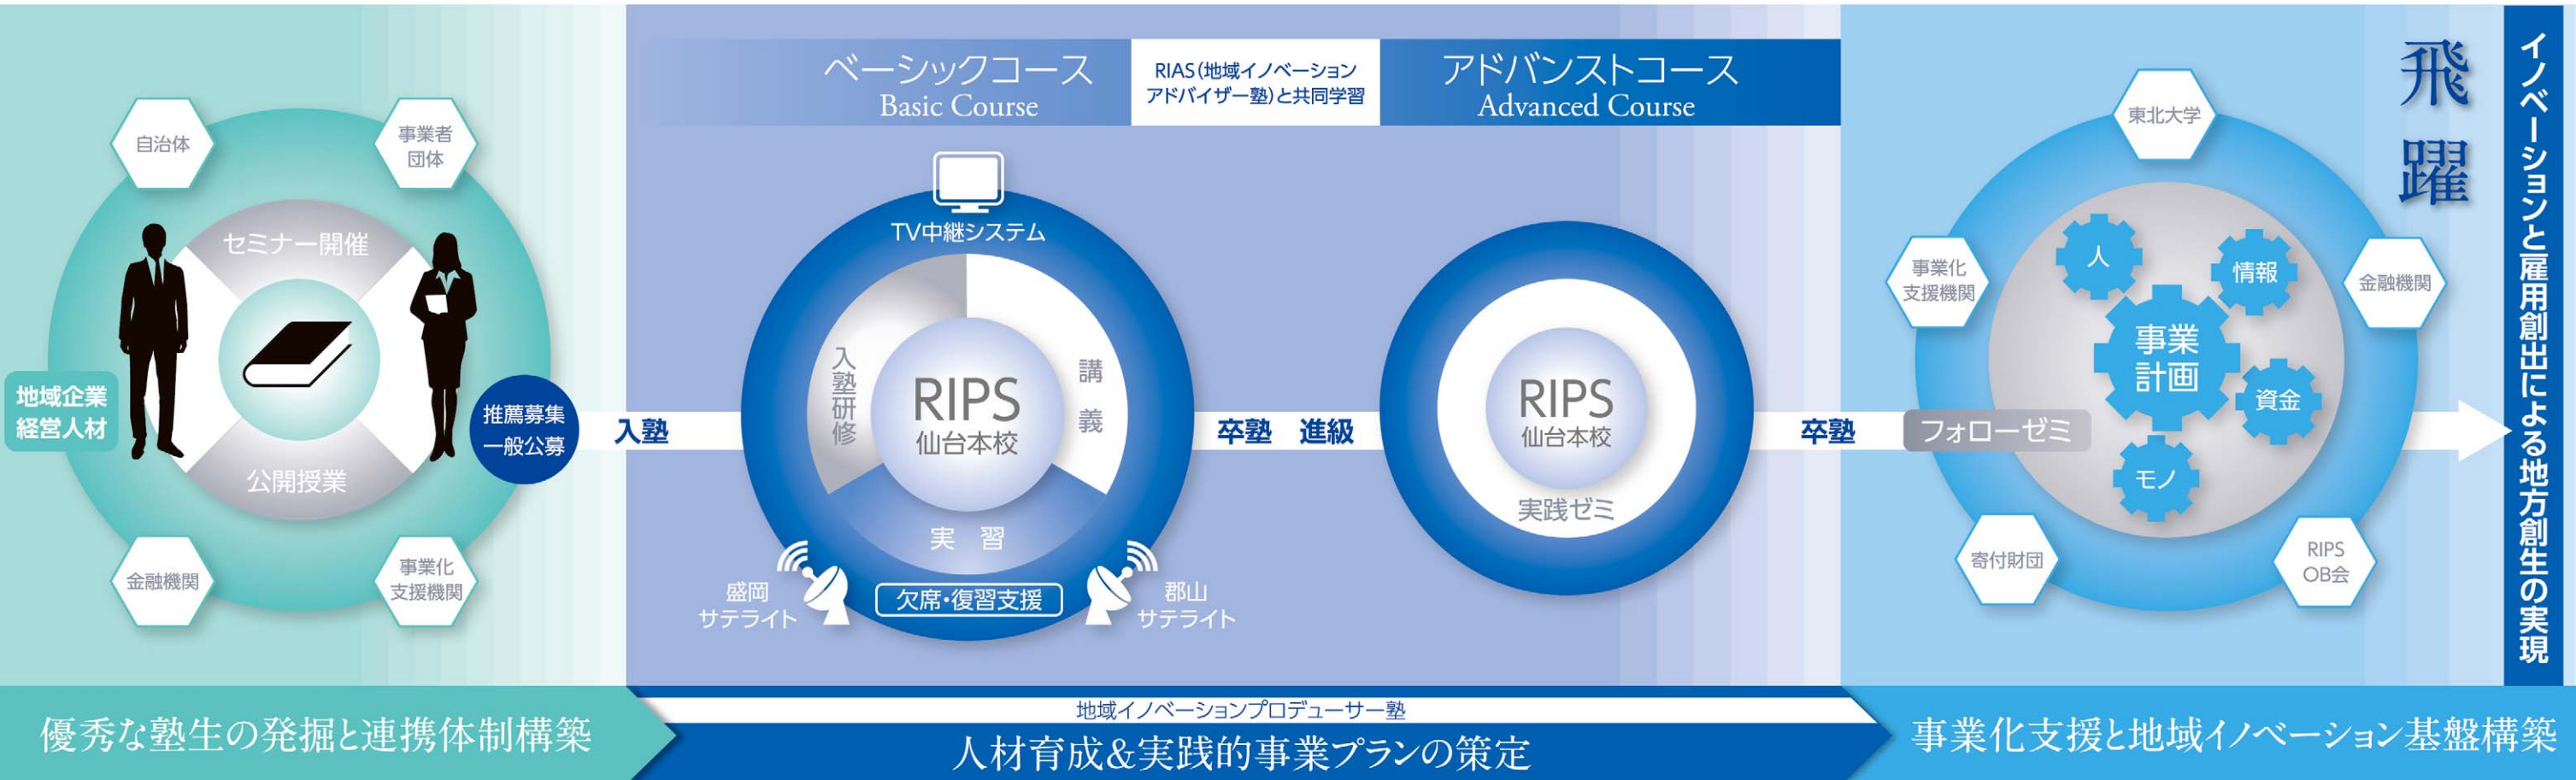 自治体
事業者
団体
セミナー開催
公開授業
地域企業
経営人材
推薦募集
一般公募
金融機関
事業化
支援機関
入塾
ベーシックコース
Basic Course
RIAS(地域イノベーション
アドバイザー塾)と共同学習
アドバンストコース
Advanced Course
TV中継システム
入塾研修
講義
RIPS
仙台本校
実習
欠席・復習支援
盛岡
サテライト
郡山
サテライト
卒塾 進級
RIPS
仙台本校
実践ゼミ
卒塾
フォローゼミ
東北大学
事業化
支援機関
金融機関
人
情報
事業
計画
資金
モノ
寄付財団
RIPS
OB会
飛躍
イノベーションと雇用創出による地方創生の実現
優秀な塾生の発掘と連携体制構築
地域イノベーションプロデューサー塾
人材育成&実践的事業プランの策定
事業化支援と地域イノベーション基盤構築